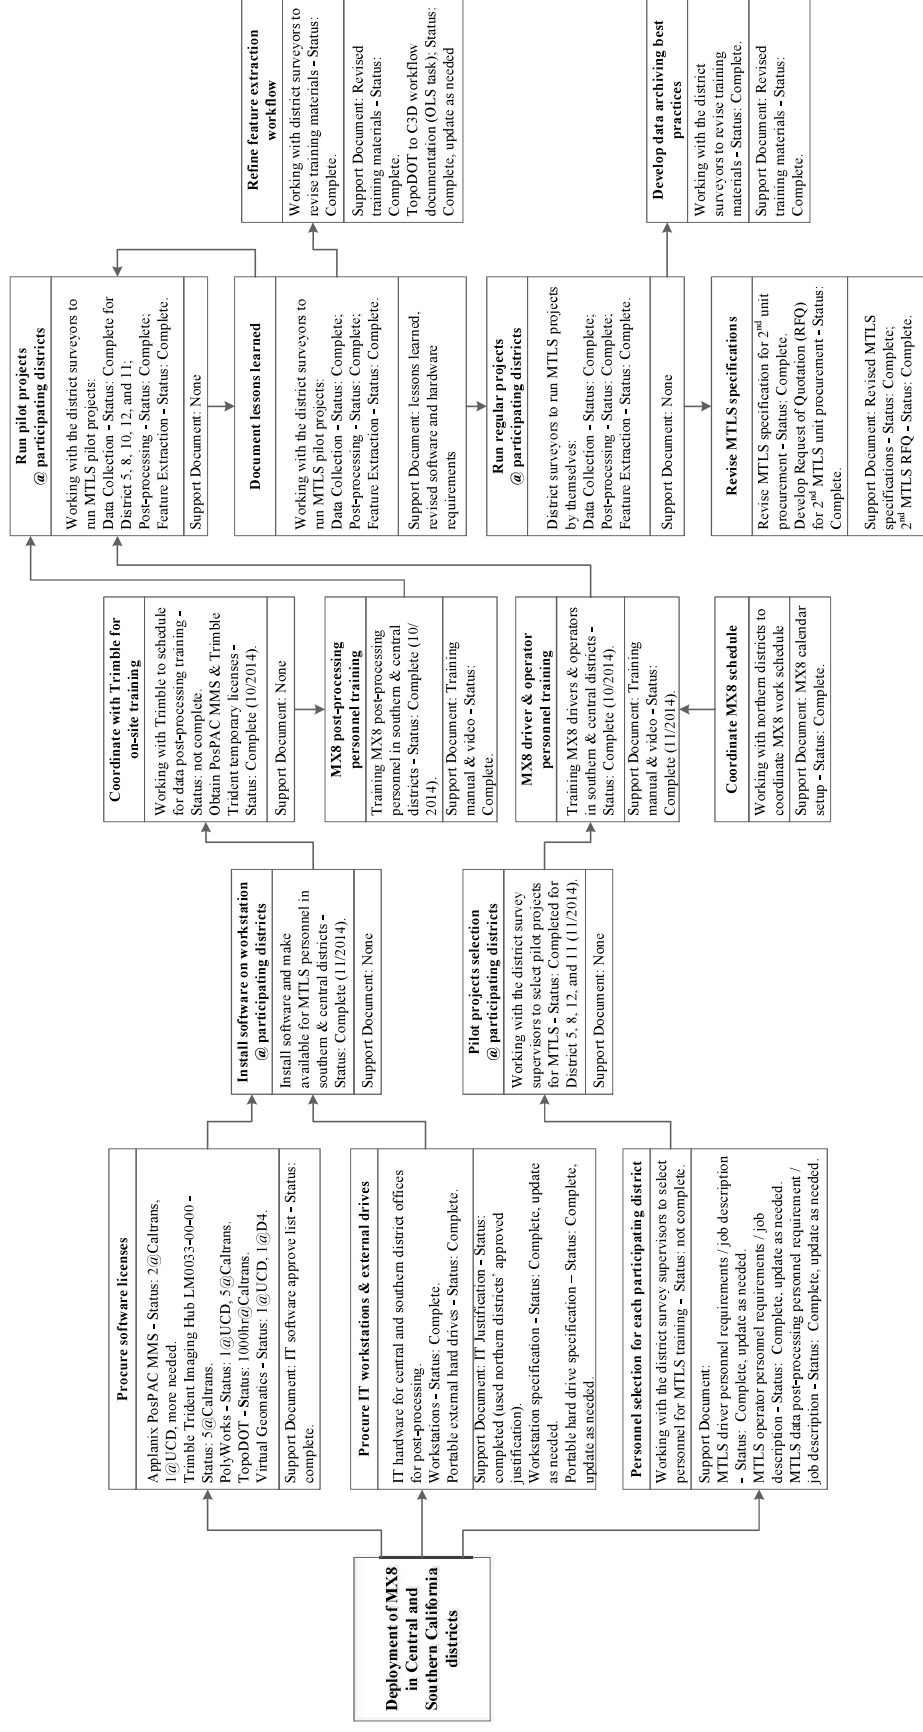 Deployment of MX8
in Central and
Southern California
districts
Procure software licenses
Applanix PosPAC MMS - Status: 2@Caltrans,
1@UCD, more needed.
Trimble Trident Imaging Hub LM0033-00-00 -
Status: 5@Caltrans.
PolyWorks - Status: 1@UCD, 5@Caltrans.
TopoDOT - Status: 1000hr@Caltrans.
Virtual Geomatics - Status: 1@UCD, 1@D4.
Support Document: IT software approve list - Status:
complete.
Procure IT workstations & external drives
IT hardware for central and southern district offices
for post-processing.
Workstations - Status: Complete.
Portable external hard drives - Status: Complete.
Support Document: IT Justification - Status:
completed (used northern districts' approved
justification).
Workstation specification - Status: Complete, update
as needed.
Portable hard drive specification – Status: Complete,
update as needed.
Personnel selection for each participating district
Working with the district survey supervisors to select
personnel for MTLS training - Status: not complete.
Support Document:
MTLS driver personnel requirements / job description
- Status: Complete, update as needed.
MTLS operator personnel requirements / job
description - Status: Complete, update as needed.
MTLS data post-processing personnel requirement /
job description - Status: Complete, update as needed.
Install software on workstation
@ participating districts
Install software and make
available for MTLS personnel in
southern & central districts -
Status: Complete (11/2014).
Support Document: None
Pilot projects selection
@ participating districts
Working with the district survey
supervisors to select pilot projects
for MTLS - Status: Completed for
District 5, 8, 12, and 11 (11/2014).
Support Document: None
Coordinate with Trimble for
on-site training
Working with Trimble to schedule
for data post-processing training -
Status: not complete.
Obtain PosPAC MMS & Trimble
Trident temporary licenses -
Status: Complete (10/2014).
Support Document: None
MX8 post-processing
personnel training
Training MX8 post-processing
personnel in southern & central
districts - Status: Complete (10/
2014).
Support Document: Training
manual & video - Status:
Complete.
MX8 driver & operator
personnel training
Training MX8 drivers & operators
in southern & central districts -
Status: Complete (10/2014).
Support Document: Training
manual & video - Status:
Complete (11/2014).
Coordinate MX8 schedule
Working with northern districts to
coordinate MX8 work schedule
Support Document: MX8 calendar
setup - Status: Complete.
Run pilot projects
@ participating districts
Working with the district surveyors to
run MTLS pilot projects:
Data Collection - Status: Complete for
District 5, 8, 10, 12, and 11;
Post-processing - Status: Complete;
Feature Extraction - Status: Complete.
Support Document: None
Document lessons learned
Working with the district surveyors to
run MTLS pilot projects:
Data Collection - Status: Complete;
Post-processing - Status: Complete;
Feature Extraction - Status: Complete.
Support Document: lessons learned,
revised software and hardware
requirements
Run regular projects
@ participating districts
District surveyors to run MTLS projects
by themselves:
Data Collection - Status: Complete;
Post-processing - Status: Complete;
Feature Extraction - Status: Complete.
Support Document: None
Revise MTLS specifications
Revise MTLS specification for 2nd unit
procurement - Status: Complete.
Develop Request of Quotation (RFQ)
for 2nd MTLS unit procurement - Status:
Complete.
Support Document: Revised MTLS
specifications - Status: Complete;
2nd MTLS RFQ - Status: Complete.
Refine feature extraction
workflow
Working with district surveyors to
revise training materials - Status:
Complete.
Support Document: Revised
training materials - Status:
Complete.
TopoDOT to C3D workflow
documentation (OLS task); Status:
Complete, update as needed
Develop data archiving best
practices
Working with the district
surveyors to revise training
materials - Status: Complete.
Support Document: Revised
training materials - Status:
Complete.